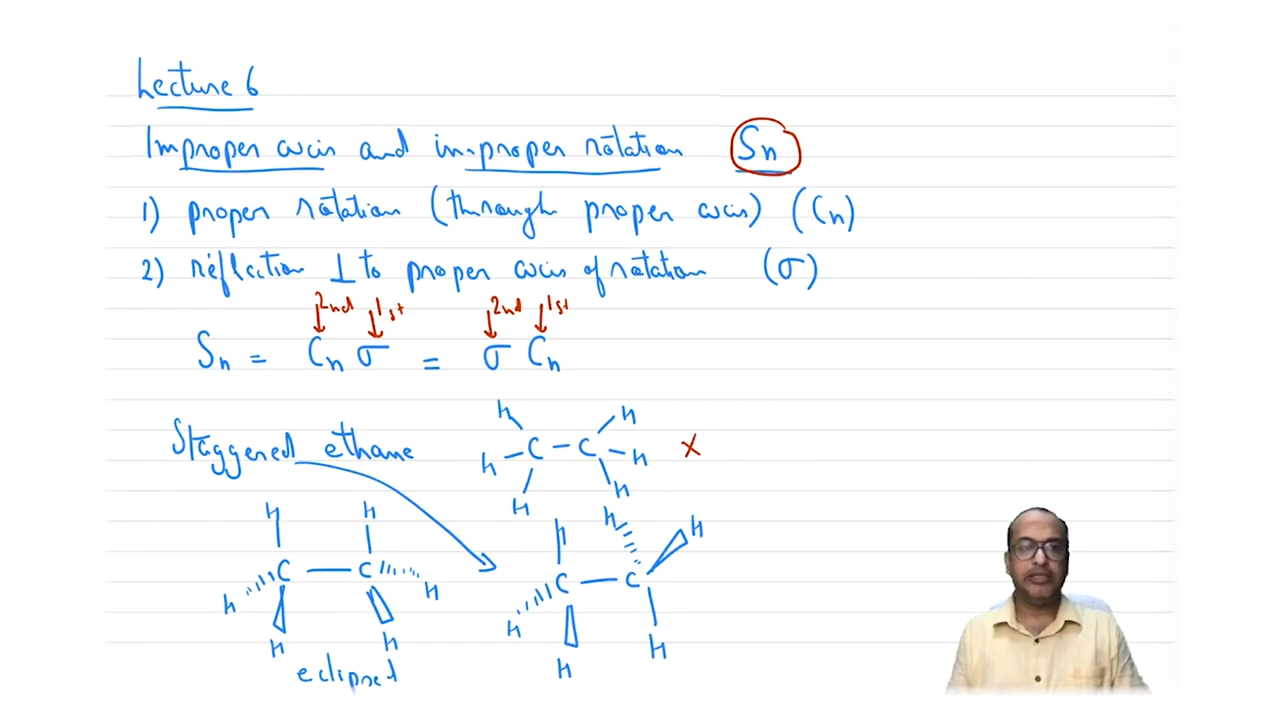 Lecture 6
Improper axis and improper rotation Sn
1) proper rotation (through proper axis) (Cn)
2) reflection ⊥ to proper axis of rotation (σ)
2nd 1st 2nd 1st
Sn = Cn σ = σ Cn
Staggered ethane
H H
H C C H ×
H H
H H
C C
H H
H H
eclipsed
H H H
C C
H
H H